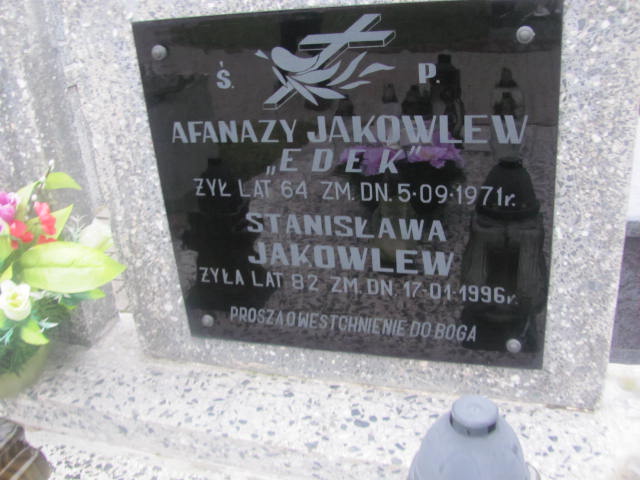 Ś. P.
AFANAZY JAKOWLEW
„EDEK"
ŻYŁ LAT 64 ZM. DN. 5-09-1971r.
STANISŁAWA
JAKOWLEW
ŻYŁA LAT 82 ZM. DN. 17-01-1996r.
PROSZĄ O WESTCHNIENIE DO BOGA